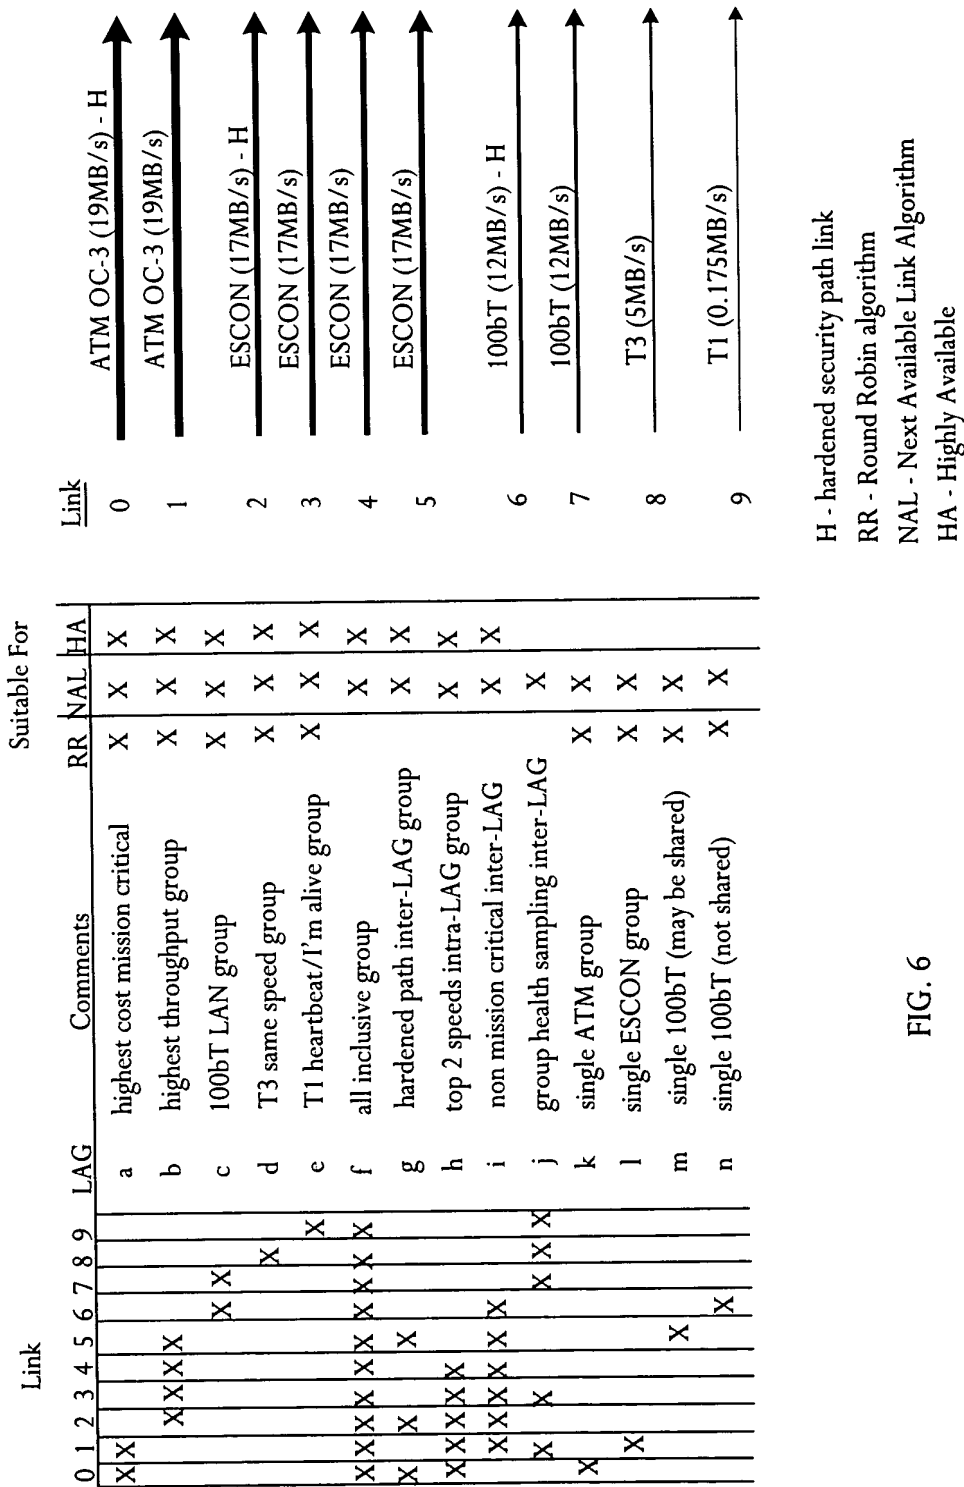 Link Suitable For
0 1 2 3 4 5 6 7 8 9 LAG Comments RR NAL HA Link
X X a highest cost mission critical X X X 0 ATM OC-3 (19MB/s) - H
X X X X b highest throughput group X X X 1 ATM OC-3 (19MB/s)
X X c 100bT LAN group X X X
X d T3 same speed group X X X 2 ESCON (17MB/s) - H
X e T1 heartbeat/I'm alive group X X X 3 ESCON (17MB/s)
X X X X X X X X X X f all inclusive group X X 4 ESCON (17MB/s)
X X X g hardened path inter-LAG group X X 5 ESCON (17MB/s)
X X X X X h top 2 speeds intra-LAG group X X
X X X X X X i non mission critical inter-LAG X X 6 100bT (12MB/s) - H
X X X X X j group health sampling inter-LAG X
X k single ATM group X X 7 100bT (12MB/s)
X l single ESCON group X X
X m single 100bT (may be shared) X X 8 T3 (5MB/s)
X n single 100bT (not shared) X X 9 T1 (0.175MB/s)
H - hardened security path link
RR - Round Robin algorithm
NAL - Next Available Link Algorithm
HA - Highly Available
FIG. 6